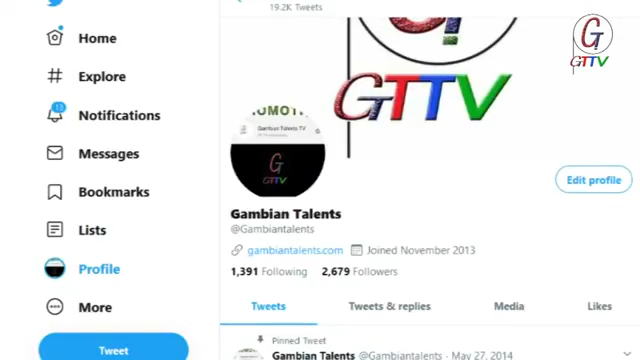 19.2K Tweets
Home
Explore
13
Notifications
Messages
Bookmarks
Lists
Profile
More
Tweet
GT
GTTV
GT
GTTV
Gambian Talents TV
GTTV
Edit profile
Gambian Talents
@Gambiantalents
gambiantalents.com Joined November 2013
1,391 Following 2,679 Followers
Tweets Tweets & replies Media Likes
Pinned Tweet
Gambian Talents @Gambiantalents · May 27, 2014